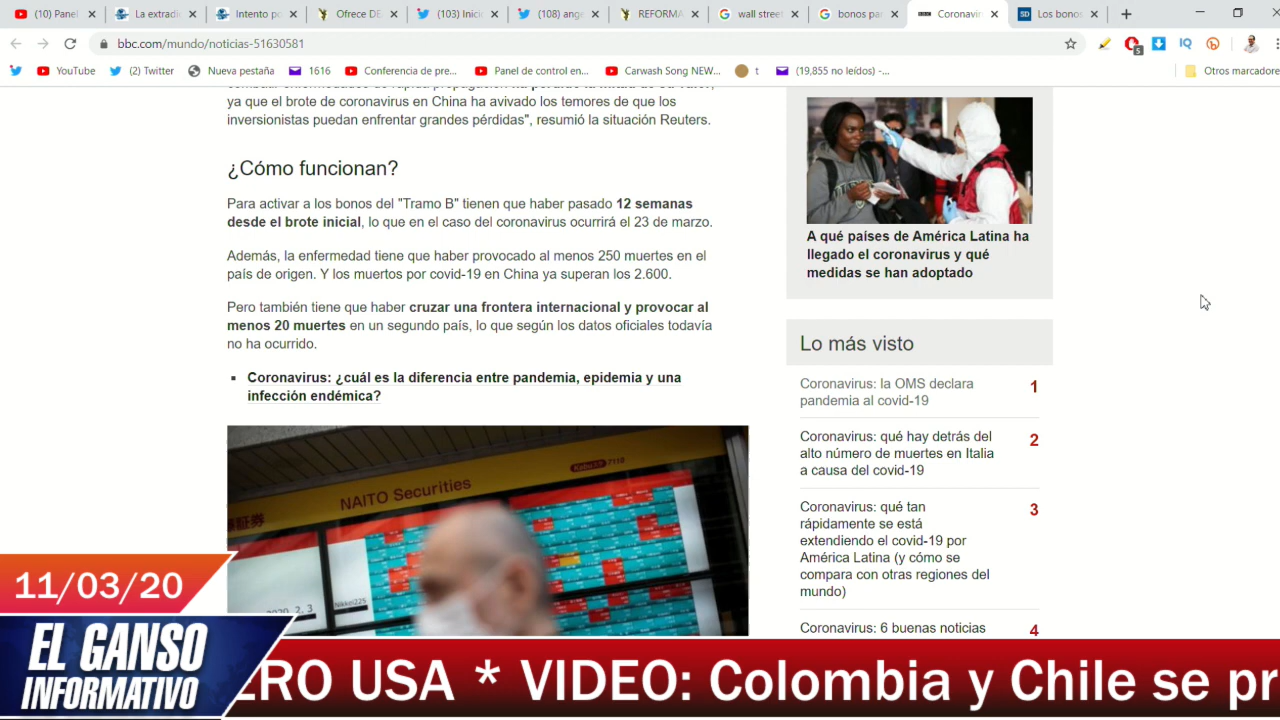 (10) Panel
La extradi
Intento po
Ofrece DE
(103) Inici
(108) ang
REFORMA
wall street
bonos pa
Coronavir
Los bonos
bbc.com/mundo/noticias-51630581
5
IQ
YouTube
(2) Twitter
Nueva pestaña
1616
Conferencia de pre...
Panel de control en...
Carwash Song NEW...
t
(19,855 no leídos) -...
Otros marcadore
ya que el brote de coronavirus en China ha avivado los temores de que los
inversionistas puedan enfrentar grandes pérdidas", resumió la situación Reuters.
¿Cómo funcionan?
Para activar a los bonos del "Tramo B" tienen que haber pasado 12 semanas
desde el brote inicial, lo que en el caso del coronavirus ocurrirá el 23 de marzo.
Además, la enfermedad tiene que haber provocado al menos 250 muertes en el
país de origen. Y los muertos por covid-19 en China ya superan los 2.600.
Pero también tiene que haber cruzar una frontera internacional y provocar al
menos 20 muertes en un segundo país, lo que según los datos oficiales todavía
no ha ocurrido.
Coronavirus: ¿cuál es la diferencia entre pandemia, epidemia y una
infección endémica?
NAITO Securities
Nikkei225
A qué países de América Latina ha
llegado el coronavirus y qué
medidas se han adoptado
Lo más visto
Coronavirus: la OMS declara
pandemia al covid-19
1
Coronavirus: qué hay detrás del
alto número de muertes en Italia
a causa del covid-19
2
Coronavirus: qué tan
rápidamente se está
extendiendo el covid-19 por
América Latina (y cómo se
compara con otras regiones del
mundo)
3
Coronavirus: 6 buenas noticias
4
11/03/20
EL GANSO
INFORMATIVO
ERO USA * VIDEO: Colombia y Chile se pr